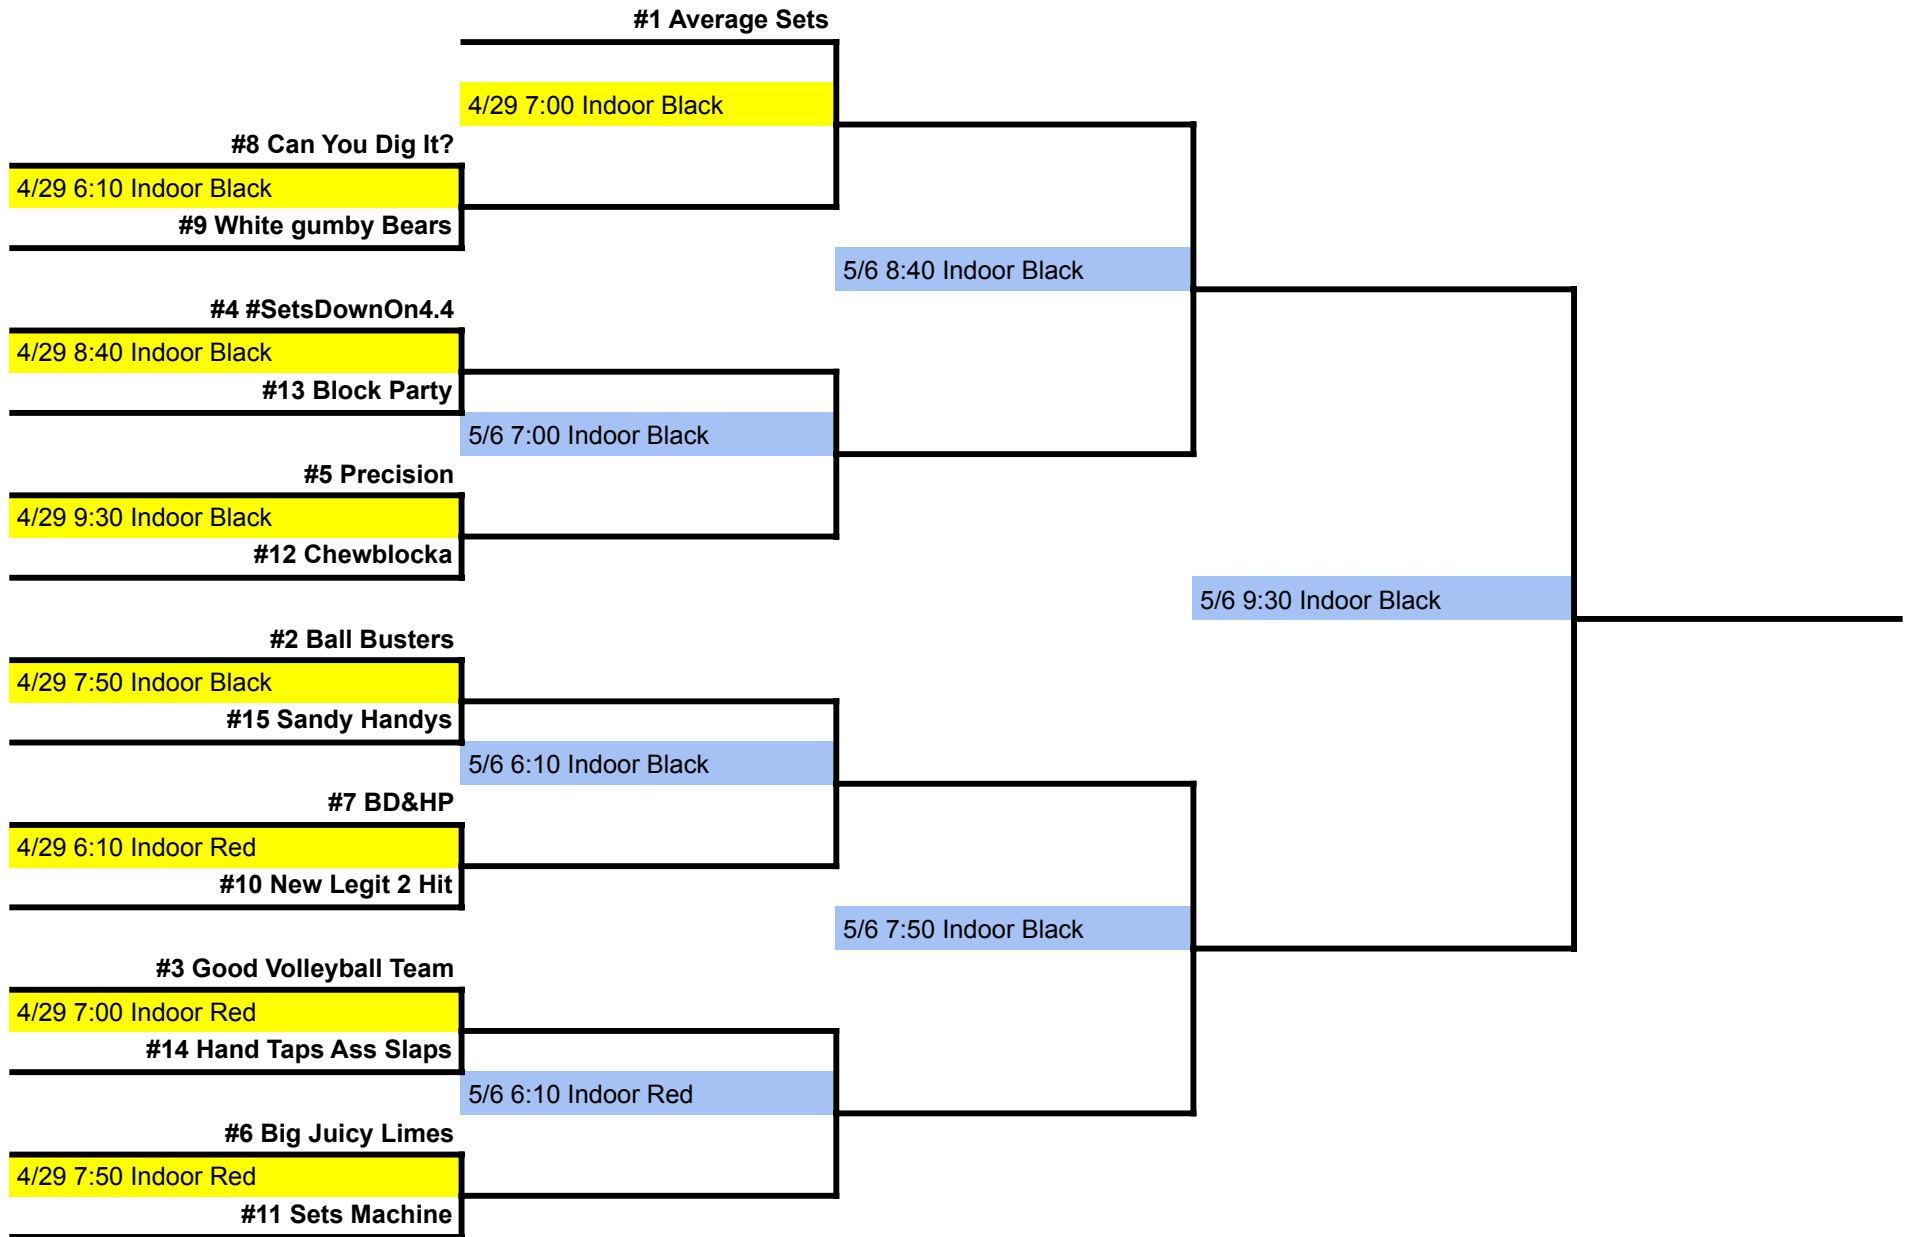 #1 Average Sets
4/29 7:00 Indoor Black
#8 Can You Dig It?
4/29 6:10 Indoor Black
#9 White gumby Bears
5/6 8:40 Indoor Black
#4 #SetsDownOn4.4
4/29 8:40 Indoor Black
#13 Block Party
5/6 7:00 Indoor Black
#5 Precision
4/29 9:30 Indoor Black
#12 Chewblocka
5/6 9:30 Indoor Black
#2 Ball Busters
4/29 7:50 Indoor Black
#15 Sandy Handys
5/6 6:10 Indoor Black
#7 BD&HP
4/29 6:10 Indoor Red
#10 New Legit 2 Hit
5/6 7:50 Indoor Black
#3 Good Volleyball Team
4/29 7:00 Indoor Red
#14 Hand Taps Ass Slaps
5/6 6:10 Indoor Red
#6 Big Juicy Limes
4/29 7:50 Indoor Red
#11 Sets Machine